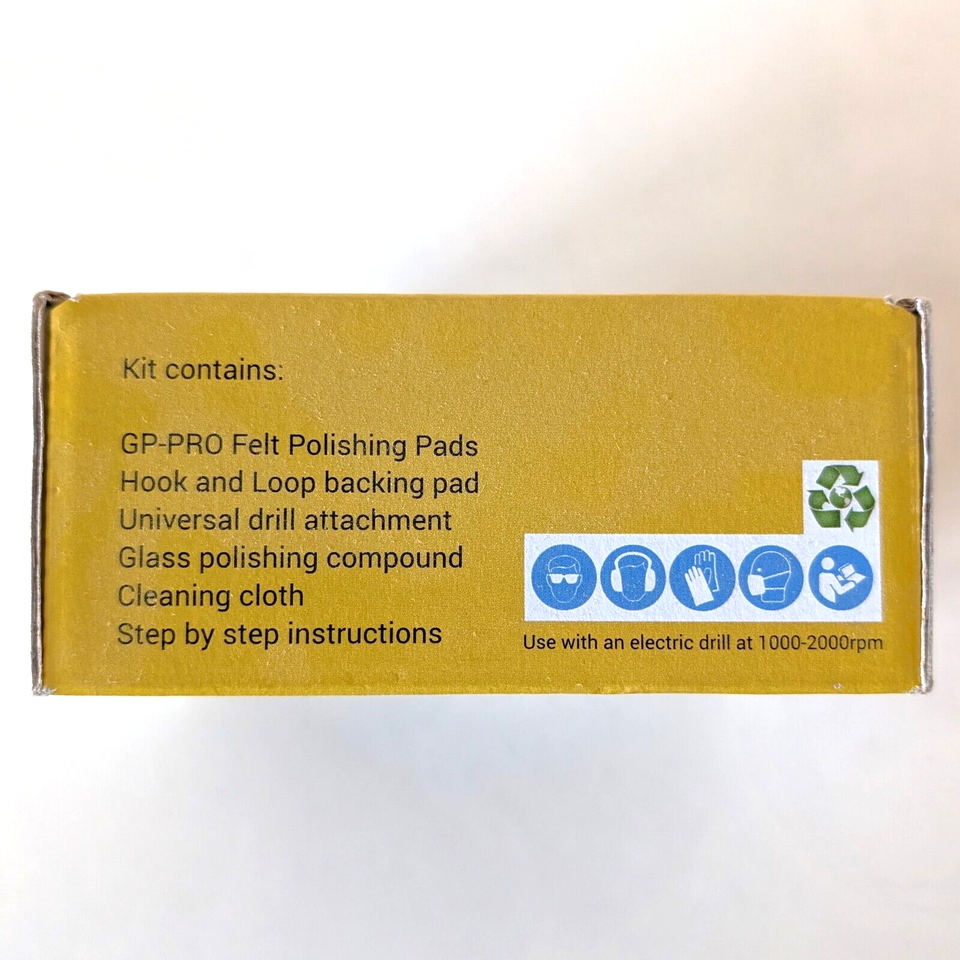 Kit contains:
GP-PRO Felt Polishing Pads
Hook and Loop backing pad
Universal drill attachment
Glass polishing compound
Cleaning cloth
Step by step instructions
Use with an electric drill at 1000-2000rpm